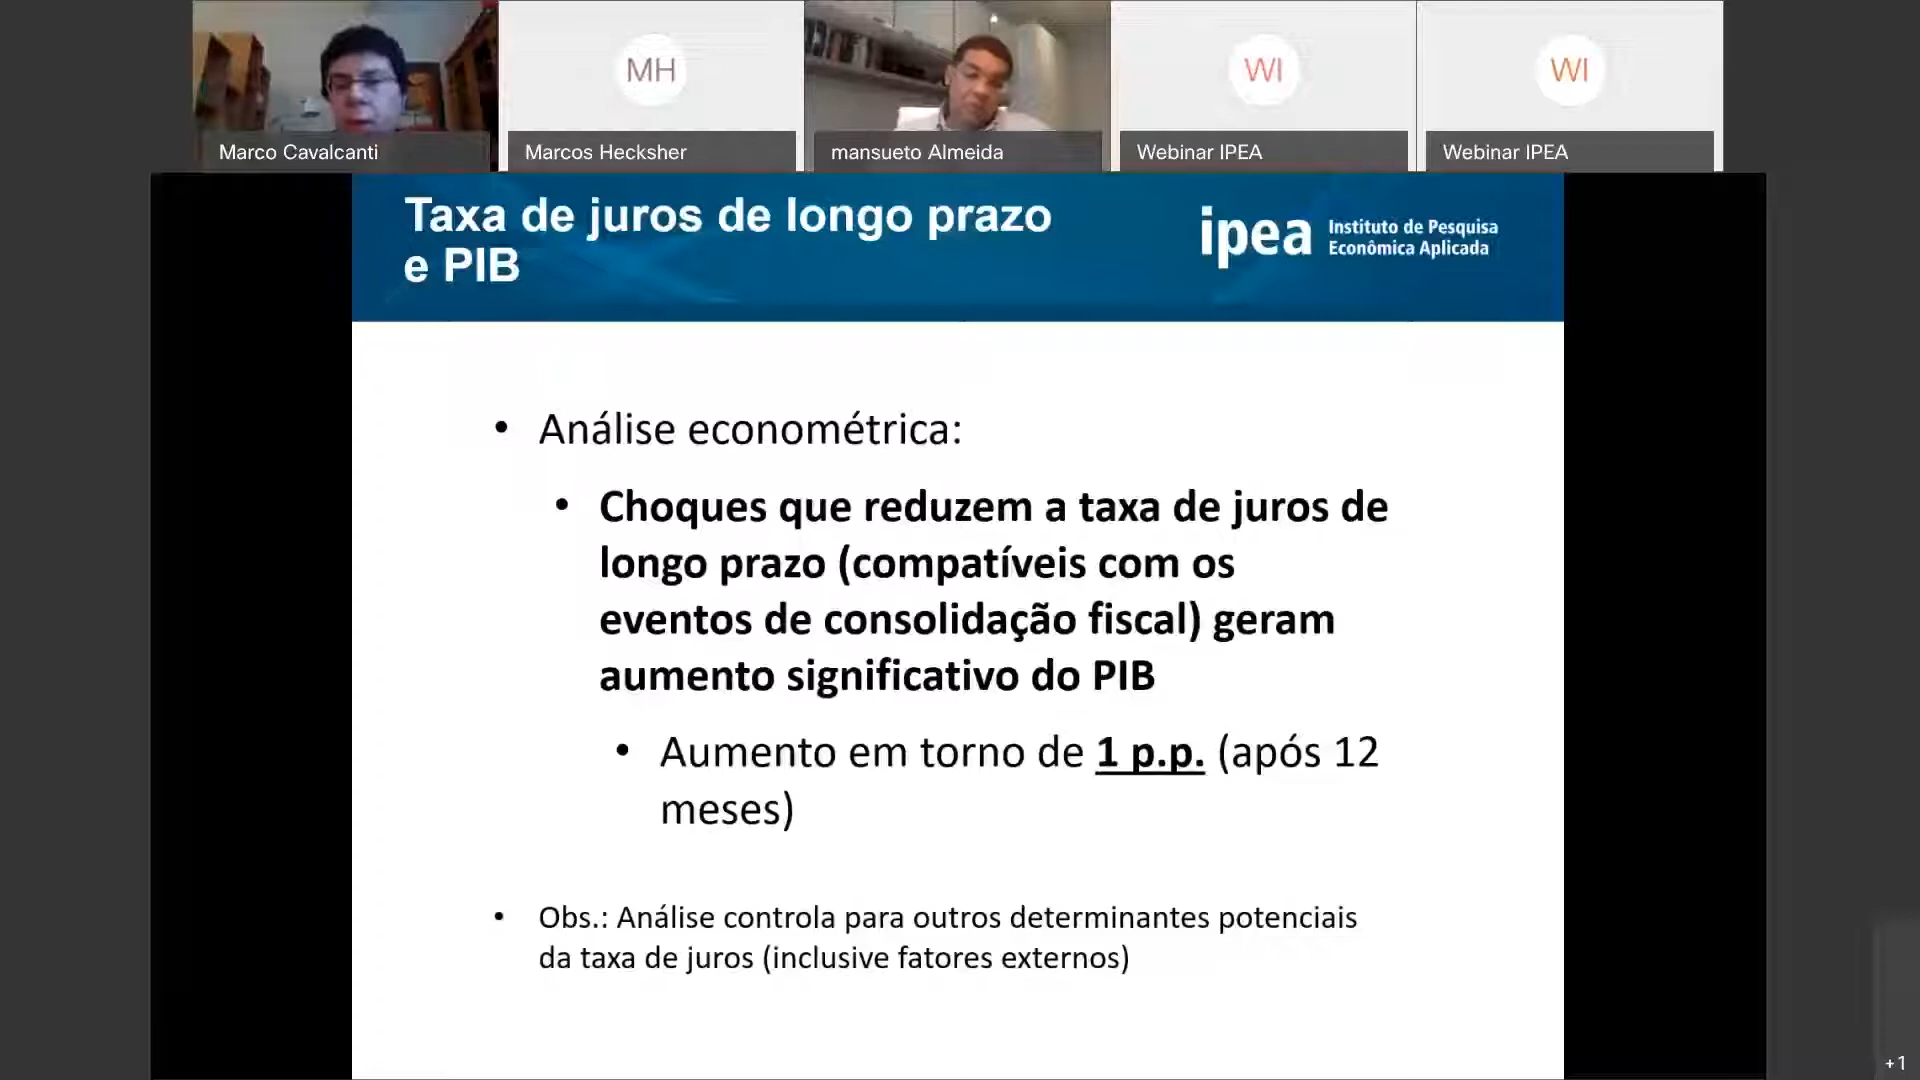 MH
WI
WI
Marco Cavalcanti
Marcos Hecksher
mansueto Almeida
Webinar IPEA
Webinar IPEA
Taxa de juros de longo prazo
e PIB
ipea
Instituto de Pesquisa
Econômica Aplicada
• Análise econométrica:
• Choques que reduzem a taxa de juros de
longo prazo (compatíveis com os
eventos de consolidação fiscal) geram
aumento significativo do PIB
• Aumento em torno de 1 p.p. (após 12
meses)
• Obs.: Análise controla para outros determinantes potenciais
da taxa de juros (inclusive fatores externos)
+1